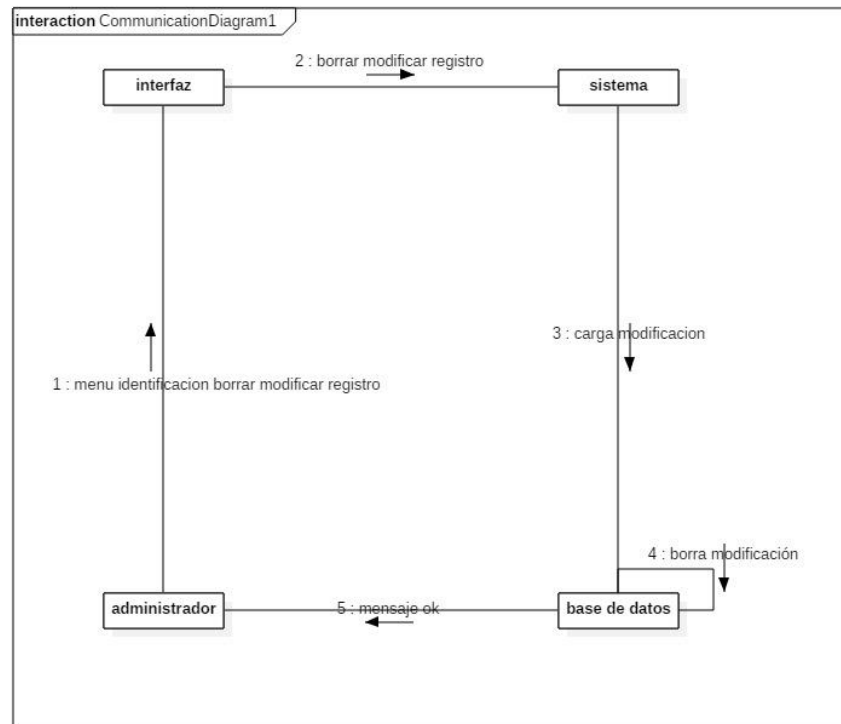 interaction CommunicationDiagram1
2 : borrar modificar registro
interfaz
sistema
3 : carga modificacion
1 : menu identificacion borrar modificar registro
4 : borra modificación
administrador
5 : mensaje ok
base de datos